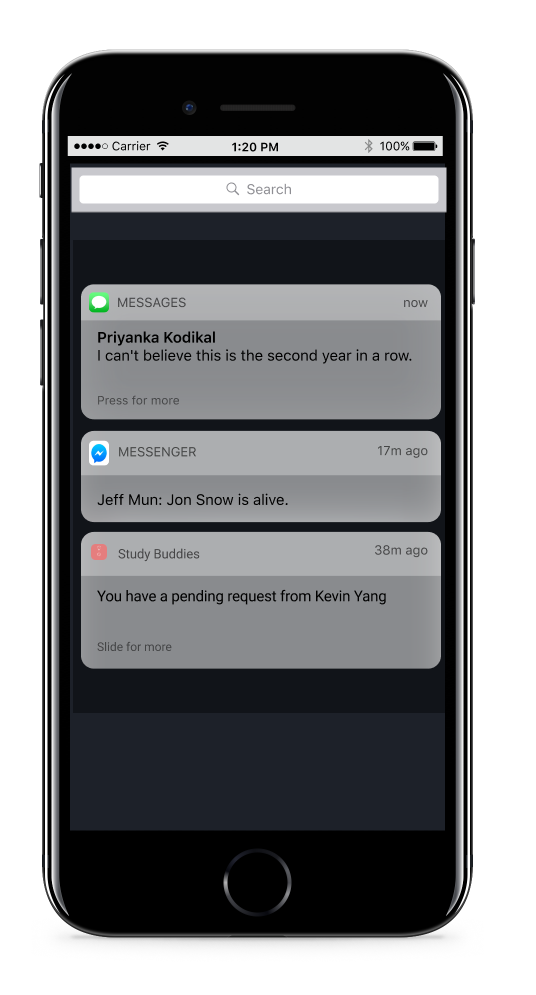 Carrier 1:20 PM 100%
Search
MESSAGES now
Priyanka Kodikal
I can't believe this is the second year in a row.
Press for more
MESSENGER 17m ago
Jeff Mun: Jon Snow is alive.
Study Buddies 38m ago
You have a pending request from Kevin Yang
Slide for more